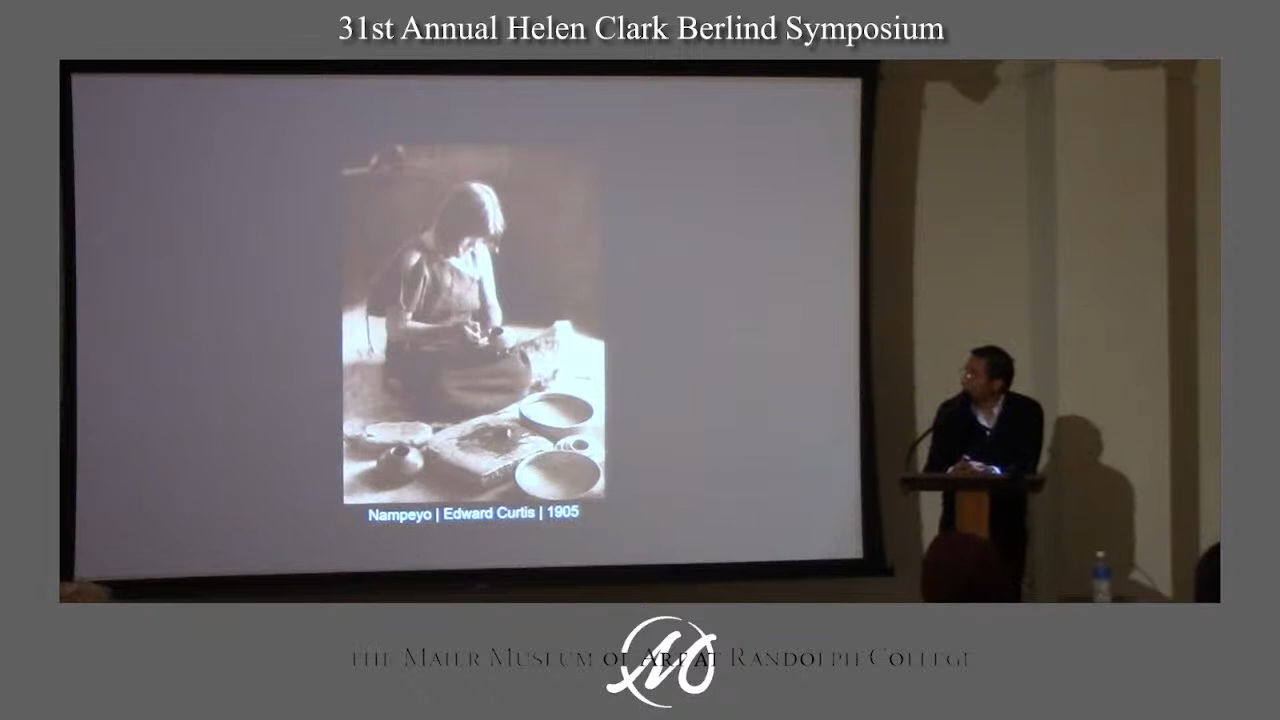 31st Annual Helen Clark Berlind Symposium
Nampeyo | Edward Curtis | 1905
THE MAIER MUSEUM OF ART AT RANDOLPH COLLEGE